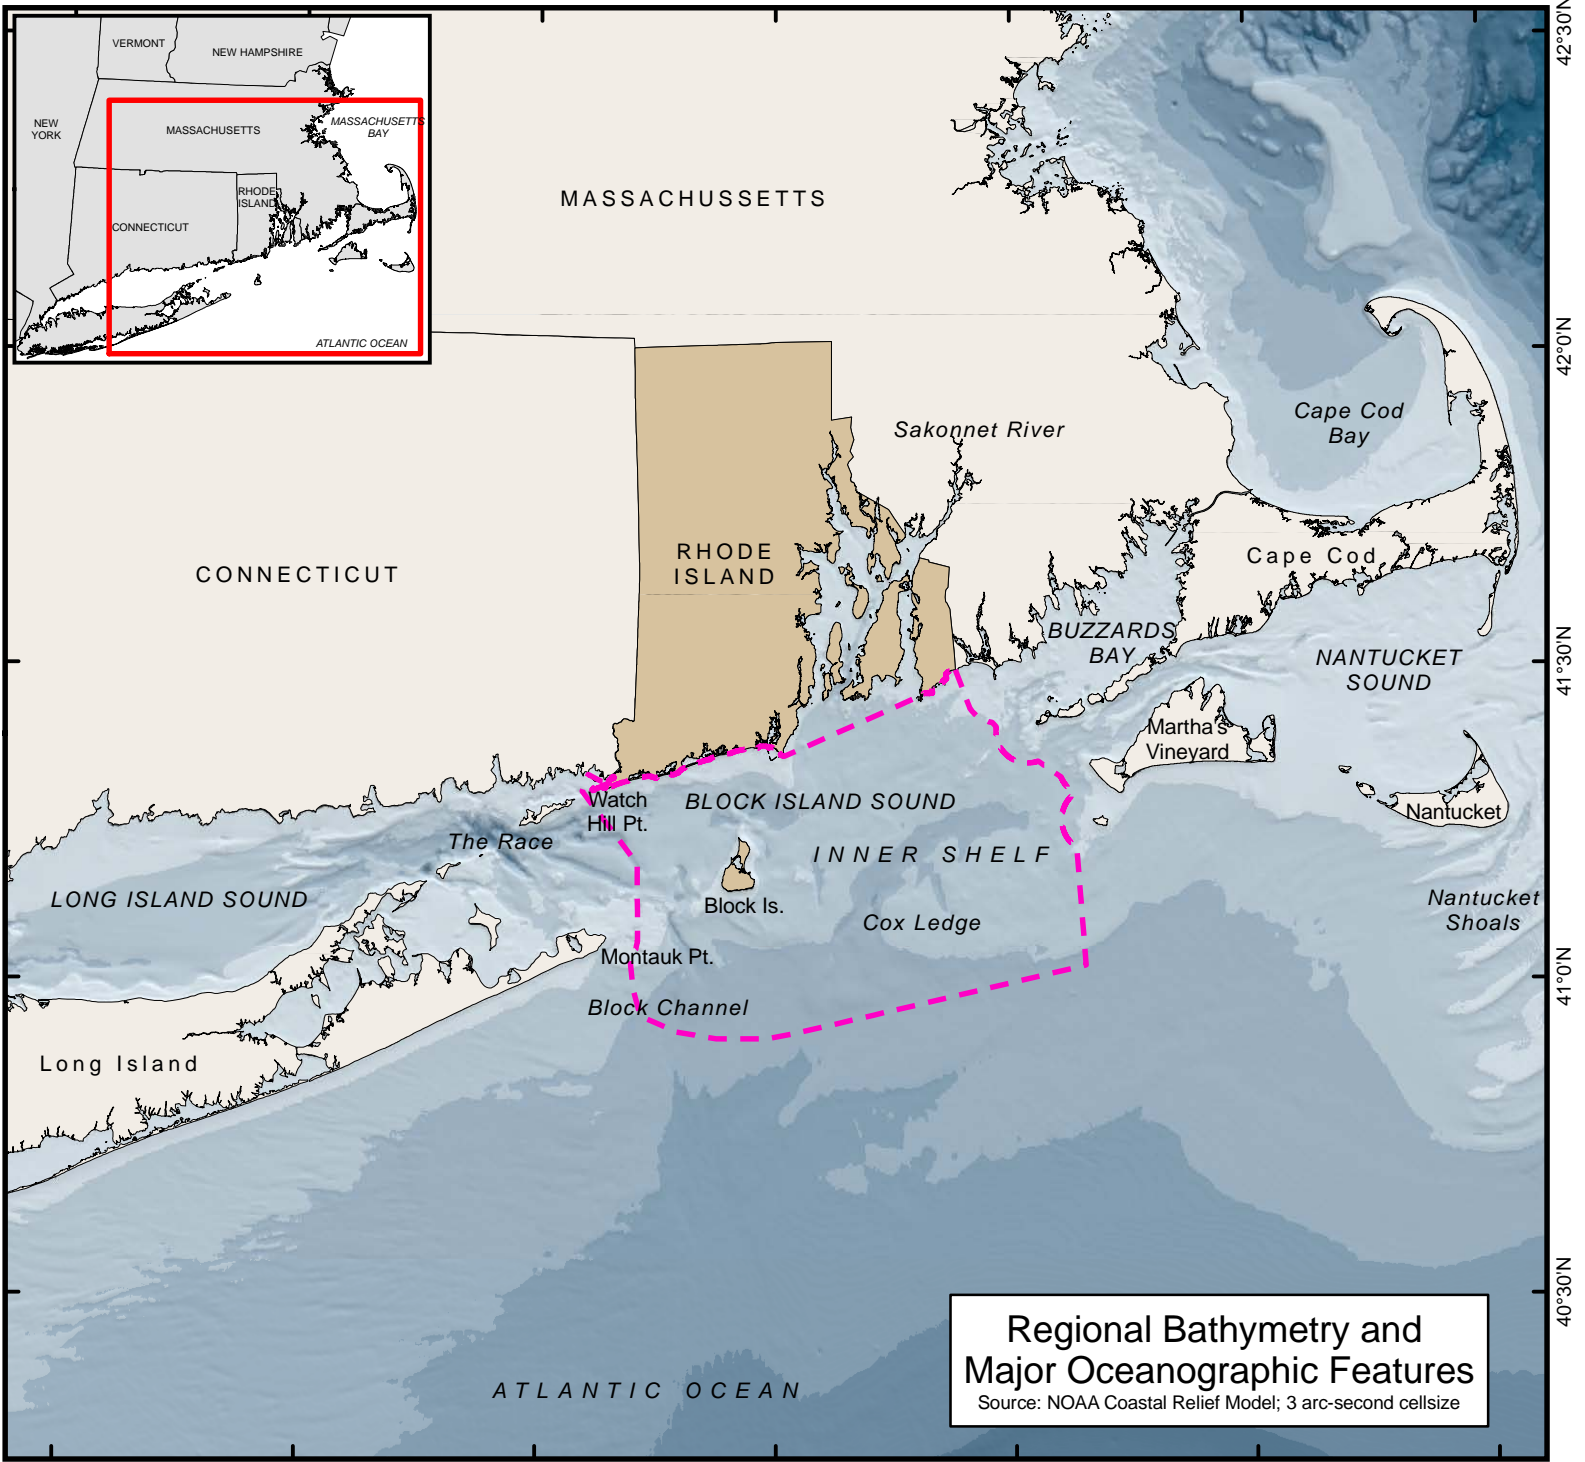 VERMONT
NEW HAMPSHIRE
NEW
YORK
MASSACHUSETTS
MASSACHUSETTS
BAY
RHODE
ISLAND
CONNECTICUT
ATLANTIC OCEAN
42°30'N
MASSACHUSSETTS
42°0'N
Cape Cod
Bay
Sakonnet River
RHODE
ISLAND
CONNECTICUT
Cape Cod
BUZZARDS
BAY
NANTUCKET
SOUND
41°30'N
Martha's
Vineyard
Nantucket
Watch
Hill Pt.
BLOCK ISLAND SOUND
The Race
INNER SHELF
LONG ISLAND SOUND
Block Is.
Cox Ledge
Nantucket
Shoals
Montauk Pt.
41°0'N
Block Channel
Long Island
40°30'N
Regional Bathymetry and
Major Oceanographic Features
Source: NOAA Coastal Relief Model; 3 arc-second cellsize
ATLANTIC OCEAN